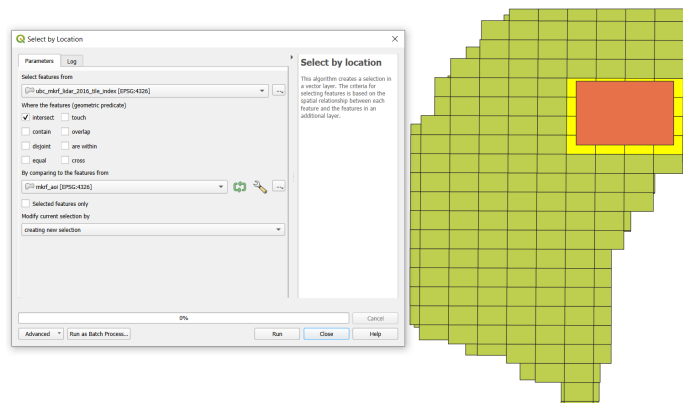 Select by Location
Parameters Log
Select features from
ubc_mkrf_lidar_2016_tile_index [EPSG:4326]
Where the features (geometric predicate)
intersect touch
contain overlap
disjoint are within
equal cross
By comparing to the features from
mkrf_aoi [EPSG:4326]
Selected features only
Modify current selection by
creating new selection
Select by location
This algorithm creates a selection in
a vector layer. The criteria for
selecting features is based on the
spatial relationship between each
feature and the features in an
additional layer.
0%
Cancel
Advanced Run as Batch Process... Run Close Help